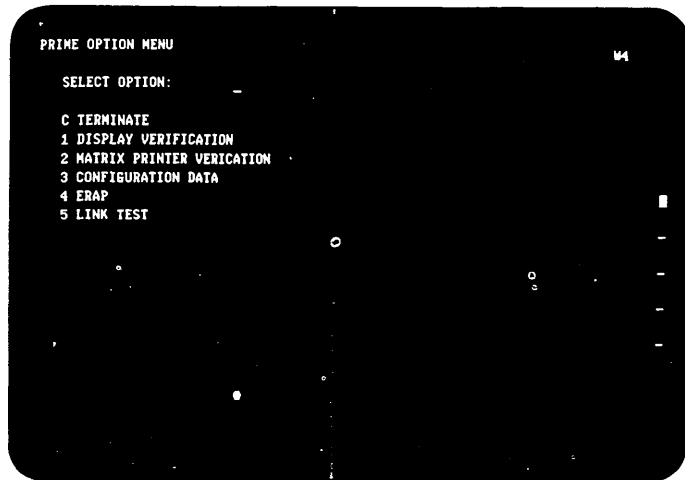 PRIME OPTION MENU
W4
SELECT OPTION:
C TERMINATE
1 DISPLAY VERIFICATION
2 MATRIX PRINTER VERICATION
3 CONFIGURATION DATA
4 ERAP
5 LINK TEST